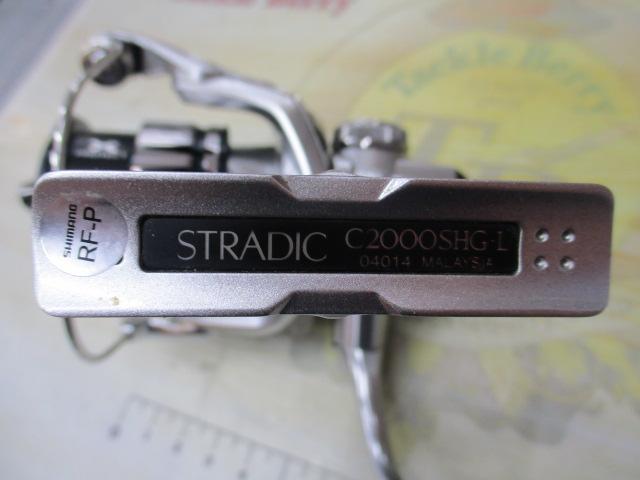 Tackle Berry
SHIMANO
RF-P
STRADIC C2000SHG-L
04014 MALAYSIA